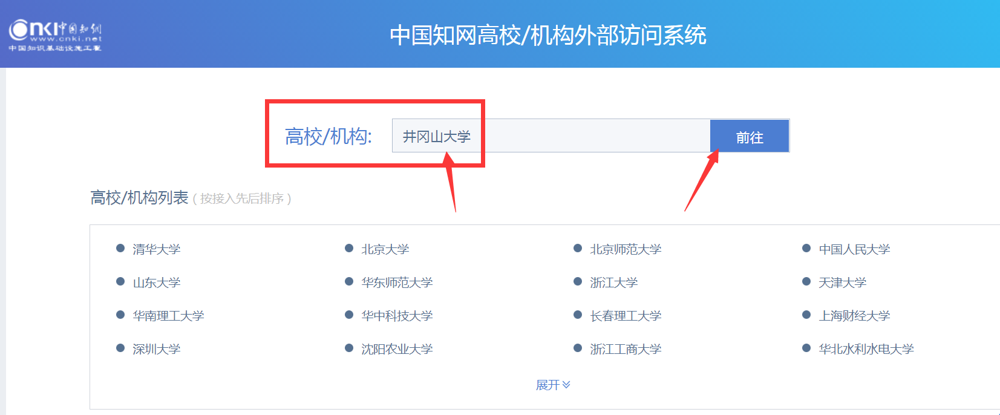 cnki中国知网
www.cnki.net
中国知识基础设施工程
中国知网高校/机构外部访问系统
高校/机构: 井冈山大学 前往
高校/机构列表 ( 按接入先后排序 )
清华大学 北京大学 北京师范大学 中国人民大学
山东大学 华东师范大学 浙江大学 天津大学
华南理工大学 华中科技大学 长春理工大学 上海财经大学
深圳大学 沈阳农业大学 浙江工商大学 华北水利水电大学
展开